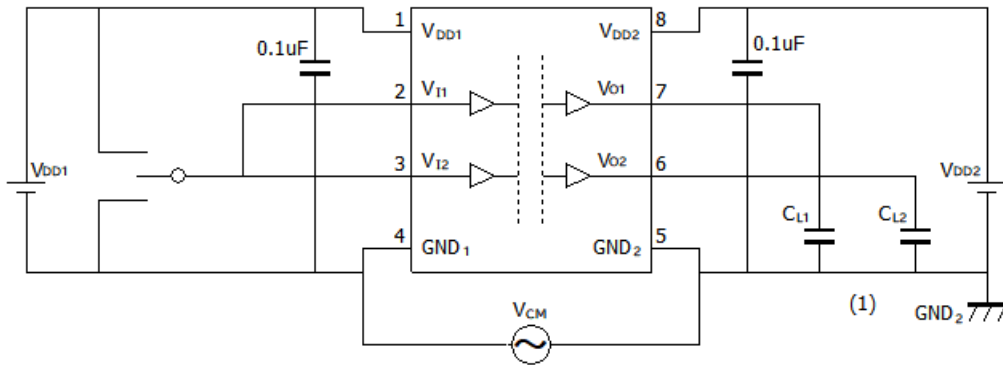 1
8
VDD1
VDD2
0.1uF
0.1uF
2
VI1
VO1
7
3
VI2
VO2
6
VDD1
VDD2
CL1
CL2
4
GND1
GND2
5
VCM
(1)
GND2